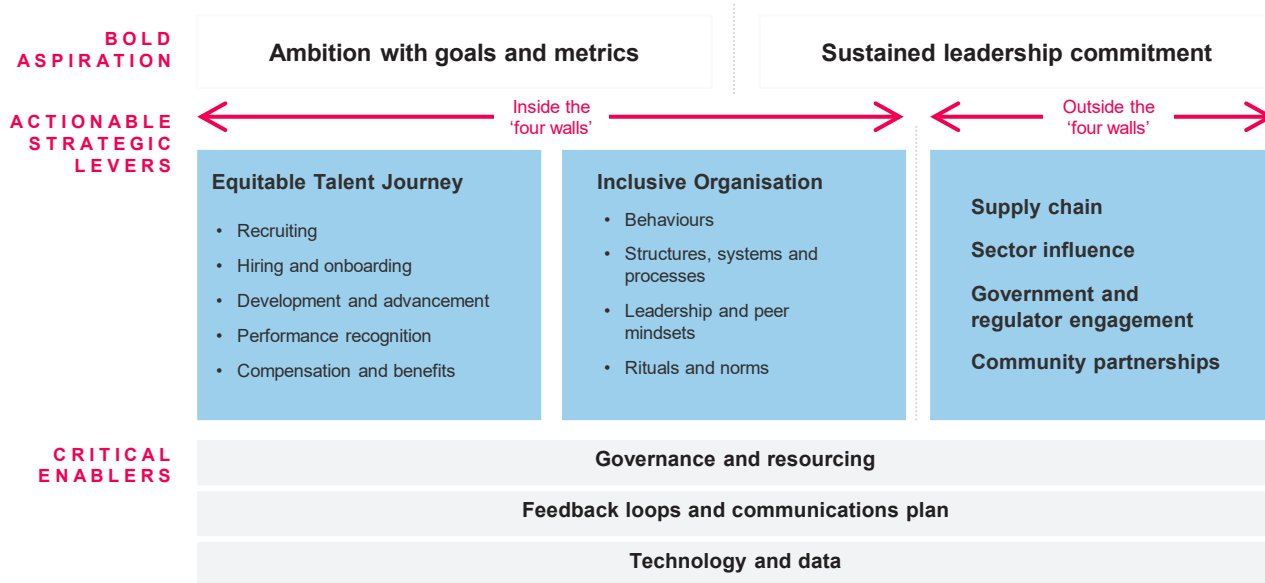 BOLD
ASPIRATION
Ambition with goals and metrics
Sustained leadership commitment
ACTIONABLE
STRATEGIC
LEVERS
Inside the
‘four walls’
Outside the
‘four walls’
Equitable Talent Journey
• Recruiting
• Hiring and onboarding
• Development and advancement
• Performance recognition
• Compensation and benefits
Inclusive Organisation
• Behaviours
• Structures, systems and
processes
• Leadership and peer
mindsets
• Rituals and norms
Supply chain
Sector influence
Government and
regulator engagement
Community partnerships
CRITICAL
ENABLERS
Governance and resourcing
Feedback loops and communications plan
Technology and data